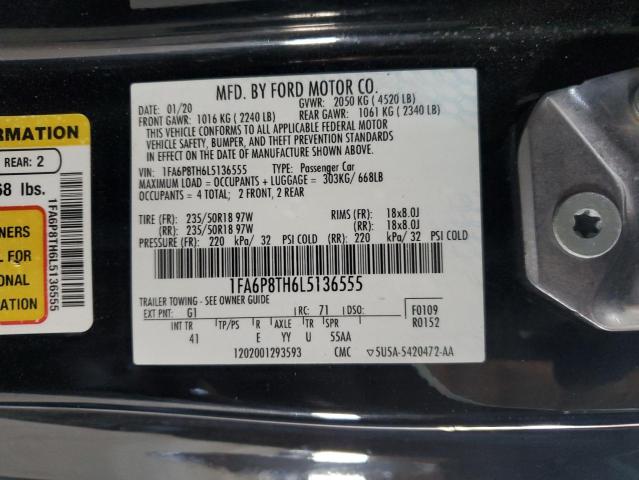 MFD. BY FORD MOTOR CO.
DATE: 01/20 GVWR: 2050 KG ( 4520 LB)
FRONT GAWR: 1016 KG ( 2240 LB) REAR GAWR: 1061 KG ( 2340 LB)
THIS VEHICLE CONFORMS TO ALL APPLICABLE FEDERAL MOTOR
VEHICLE SAFETY, BUMPER, AND THEFT PREVENTION STANDARDS
IN EFFECT ON THE DATE OF MANUFACTURE SHOWN ABOVE.
VIN: 1FA6P8TH6L5136555 TYPE: Passenger Car
MAXIMUM LOAD = OCCUPANTS + LUGGAGE = 303KG/ 668LB
OCCUPANTS = 4 TOTAL; 2 FRONT, 2 REAR
TIRE (FR): 235/50R18 97W RIMS (FR): 18x8.0J
(RR): 235/50R18 97W (RR): 18x8.0J
PRESSURE (FR): 220 kPa/ 32 PSI COLD (RR): 220 kPa/ 32 PSI COLD
1FA6P8TH6L5136555
TRAILER TOWING - SEE OWNER GUIDE
EXT PNT: G1 RC: 71 DSO: F0109
R0152
INT TR TP/PS R AXLE TR SPR
41 E YY U 55AA
1202001293593 CMC 5U5A-5420472-AA
ORMATION
REAR: 2
68 lbs.
NERS
FOR
ONAL
ATION
1FA6P8TH6L5136555